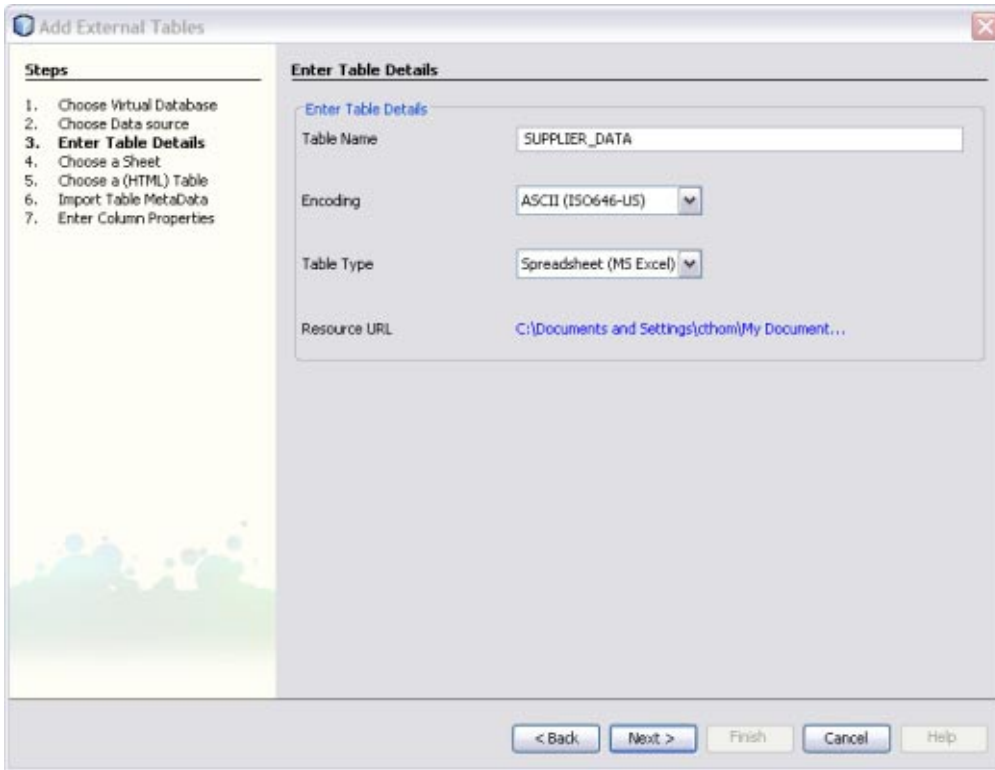 Add External Tables
Steps
1. Choose Virtual Database
2. Choose Data source
3. Enter Table Details
4. Choose a Sheet
5. Choose a (HTML) Table
6. Import Table MetaData
7. Enter Column Properties
Enter Table Details
Enter Table Details
Table Name SUPPLIER_DATA
Encoding ASCII (ISO646-US)
Table Type Spreadsheet (MS Excel)
Resource URL C:\Documents and Settings\cthom\My Document...
< Back Next > Finish Cancel Help